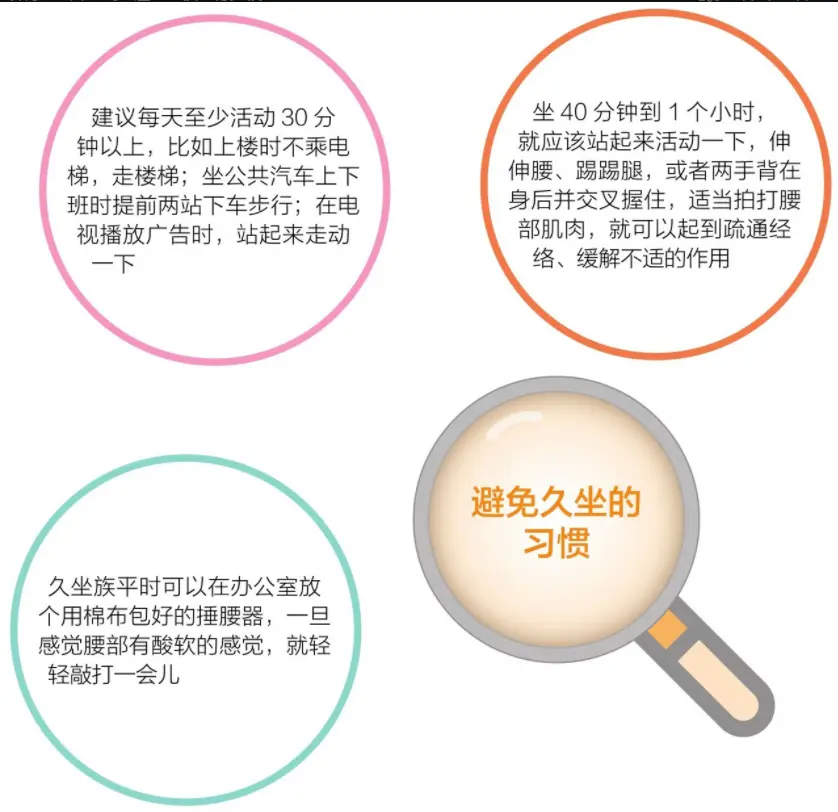 建议每天至少活动 30 分
钟以上，比如上楼时不乘电
梯，走楼梯；坐公共汽车上下
班时提前两站下车步行；在电
视播放广告时，站起来走动
一下
坐 40 分钟到 1 个小时，
就应该站起来活动一下，伸
伸腰、踢踢腿，或者两手背在
身后并交叉握住，适当拍打腰
部肌肉，就可以起到疏通经
络、缓解不适的作用
避免久坐的
习惯
久坐族平时可以在办公室放
个用棉布包好的捶腰器，一旦
感觉腰部有酸软的感觉，就轻
轻敲打一会儿